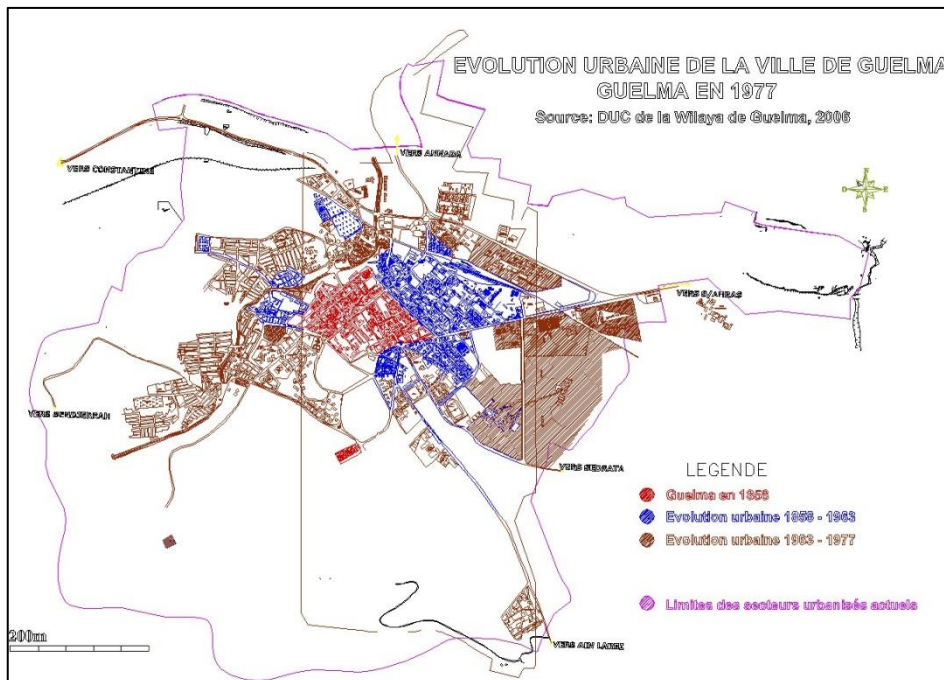 EVOLUTION URBAINE DE LA VILLE DE GUELMA
GUELMA EN 1977
Source: DUC de la Wilaya de Guelma, 2006
VERS ANNABA
VERS CONSTANTINE
VERS S/AHRAS
VERS BENDJERRAH
VERS SEDRATA
LEGENDE
Guelma en 1858
Evolution urbaine 1858 - 1963
Evolution urbaine 1963 - 1977
Limites des secteurs urbanisés actuels
200m
VERS AIN LARBI